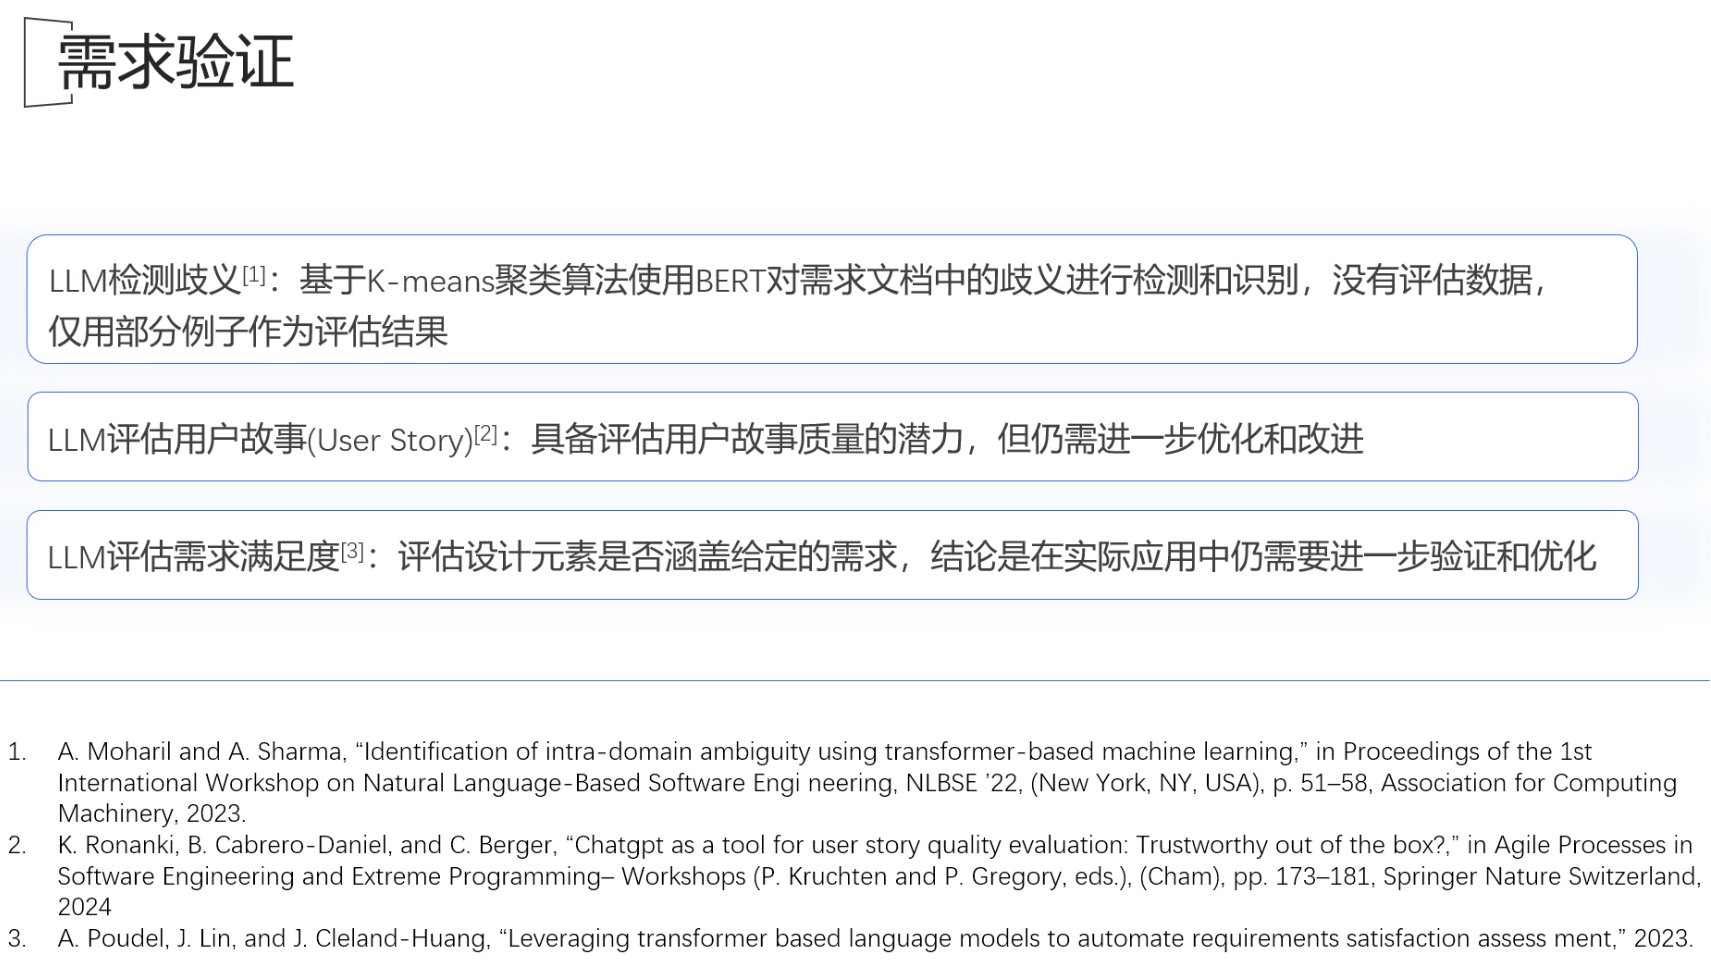 需求验证
LLM检测歧义[1]：基于K-means聚类算法使用BERT对需求文档中的歧义进行检测和识别，没有评估数据，
仅用部分例子作为评估结果
LLM评估用户故事(User Story)[2]：具备评估用户故事质量的潜力，但仍需进一步优化和改进
LLM评估需求满足度[3]：评估设计元素是否涵盖给定的需求，结论是在实际应用中仍需要进一步验证和优化
1. A. Moharil and A. Sharma, “Identification of intra-domain ambiguity using transformer-based machine learning,” in Proceedings of the 1st
International Workshop on Natural Language-Based Software Engi neering, NLBSE ’22, (New York, NY, USA), p. 51–58, Association for Computing
Machinery, 2023.
2. K. Ronanki, B. Cabrero-Daniel, and C. Berger, “Chatgpt as a tool for user story quality evaluation: Trustworthy out of the box?,” in Agile Processes in
Software Engineering and Extreme Programming– Workshops (P. Kruchten and P. Gregory, eds.), (Cham), pp. 173–181, Springer Nature Switzerland,
2024
3. A. Poudel, J. Lin, and J. Cleland-Huang, “Leveraging transformer based language models to automate requirements satisfaction assess ment,” 2023.